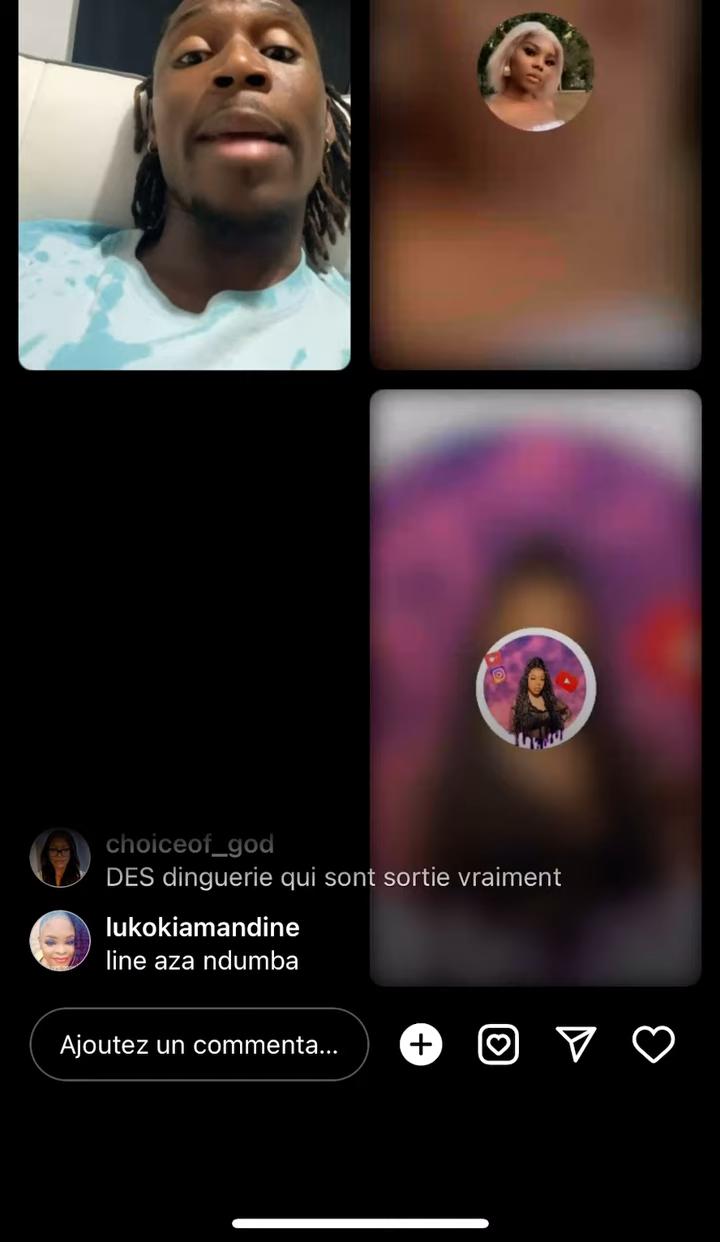 choiceof_god
DES dinguerie qui sont sortie vraiment
lukokiamandine
line aza ndumba
Ajoutez un commenta...